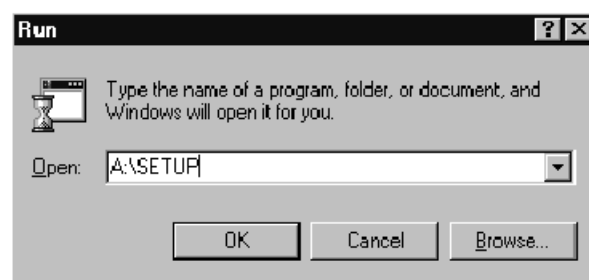 Run
Type the name of a program, folder, or document, and
Windows will open it for you.
Open: A:\SETUP
OK Cancel Browse...